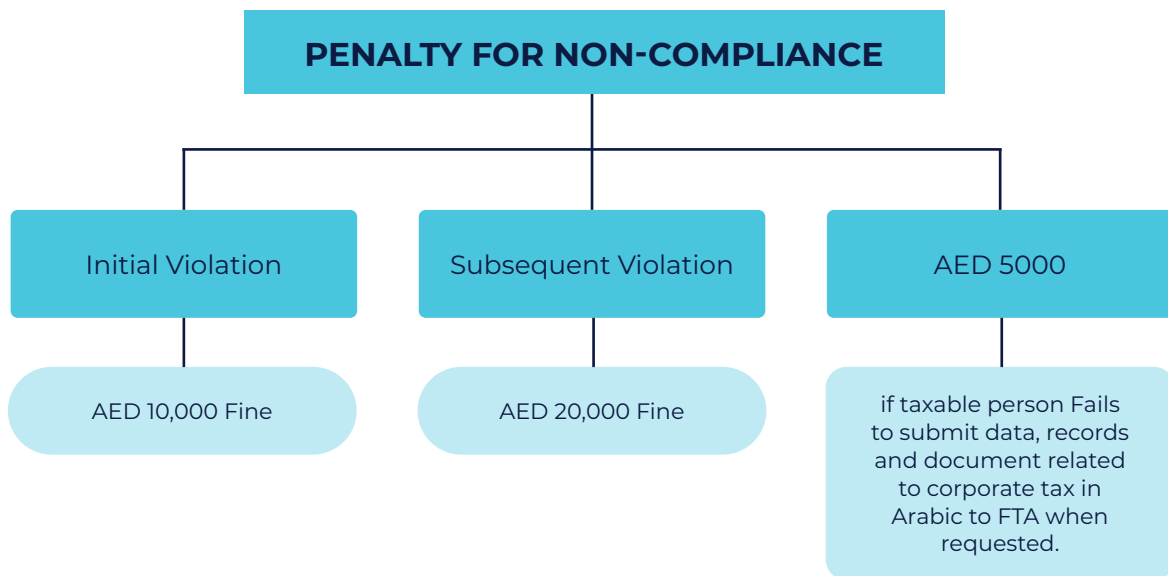 PENALTY FOR NON-COMPLIANCE
Initial Violation
AED 10,000 Fine
Subsequent Violation
AED 20,000 Fine
AED 5000
if taxable person Fails
to submit data, records
and document related
to corporate tax in
Arabic to FTA when
requested.